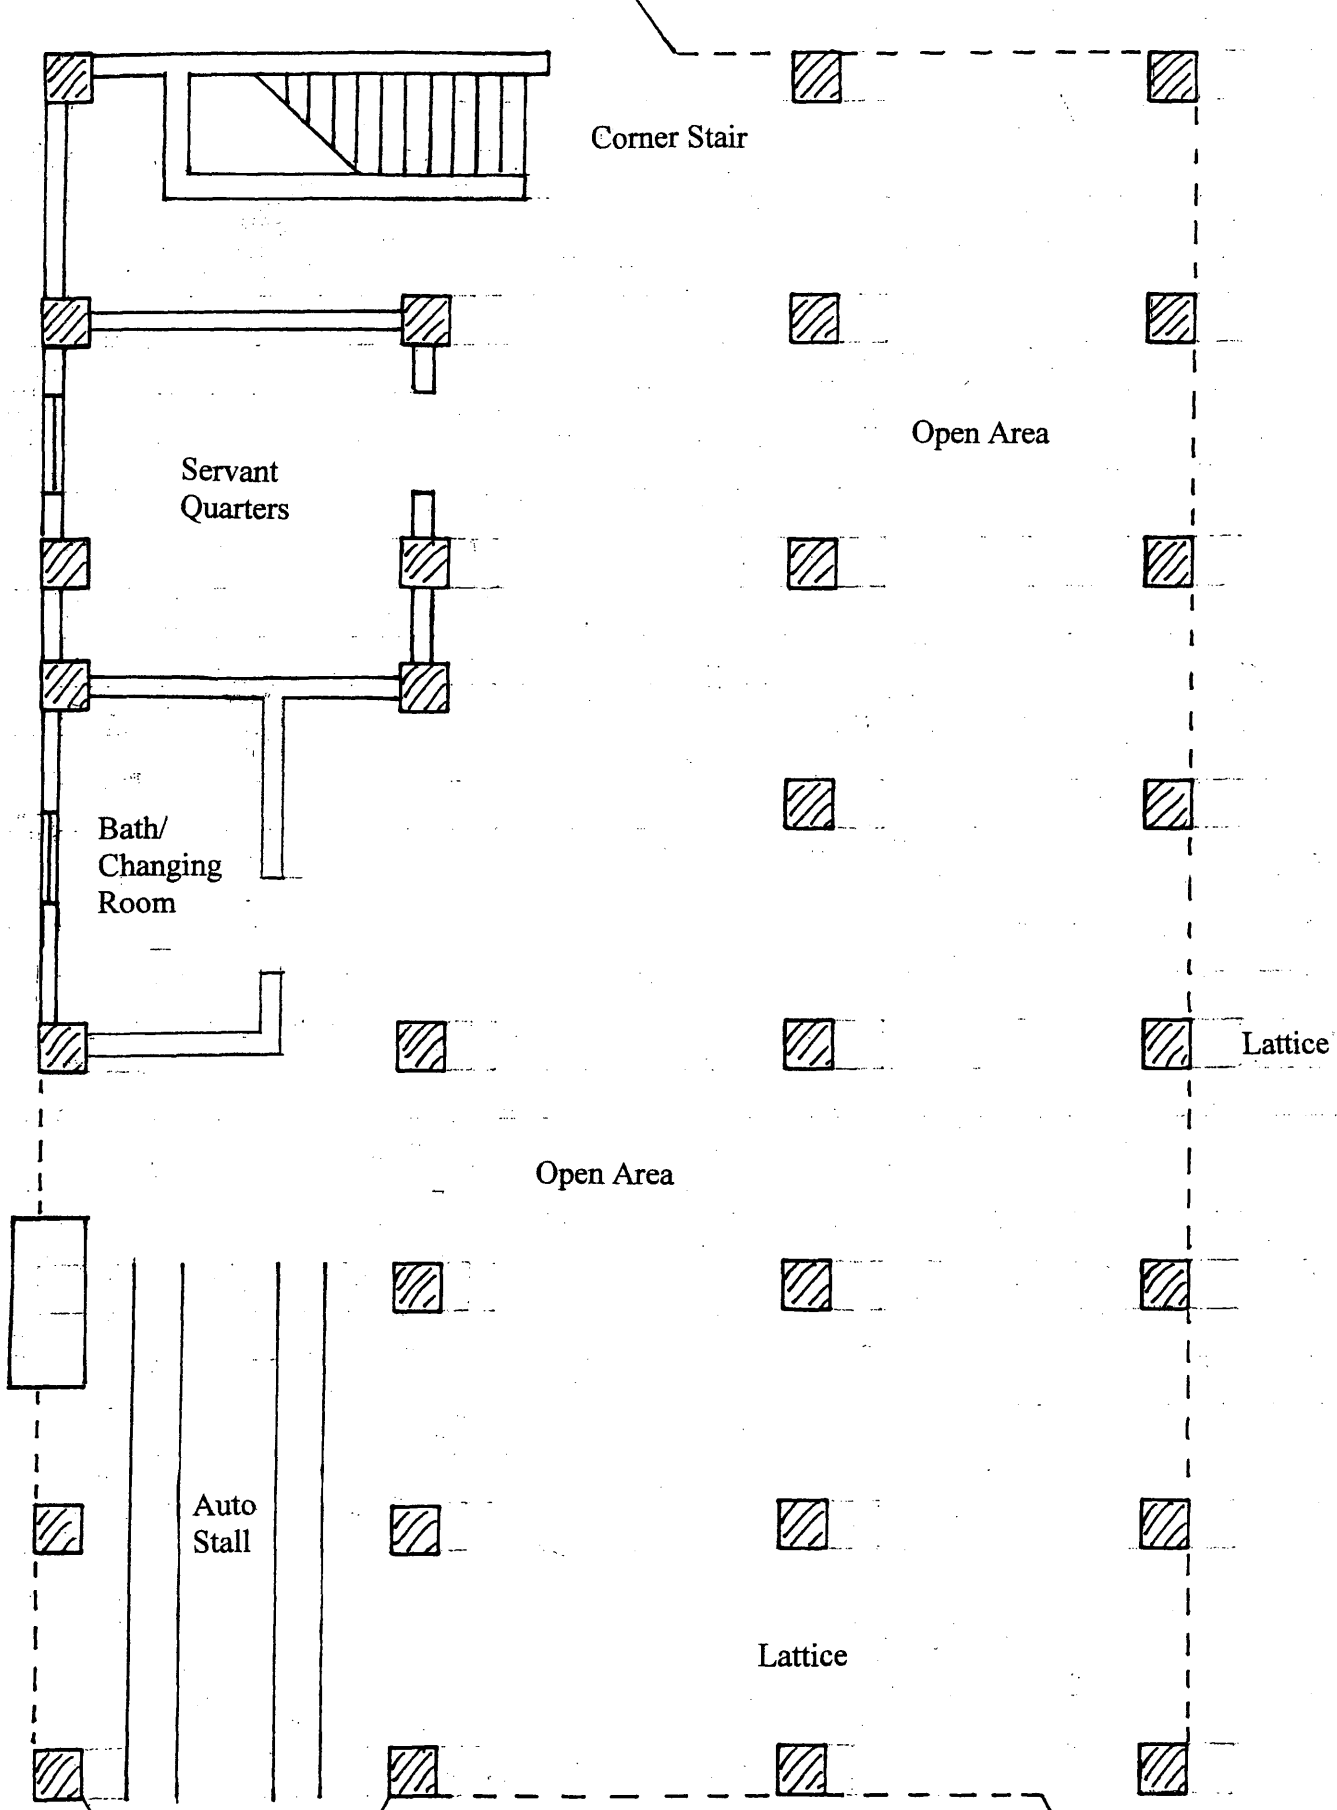 Corner Stair
Open Area
Servant
Quarters
Bath/
Changing
Room
Lattice
Open Area
Auto
Stall
Lattice